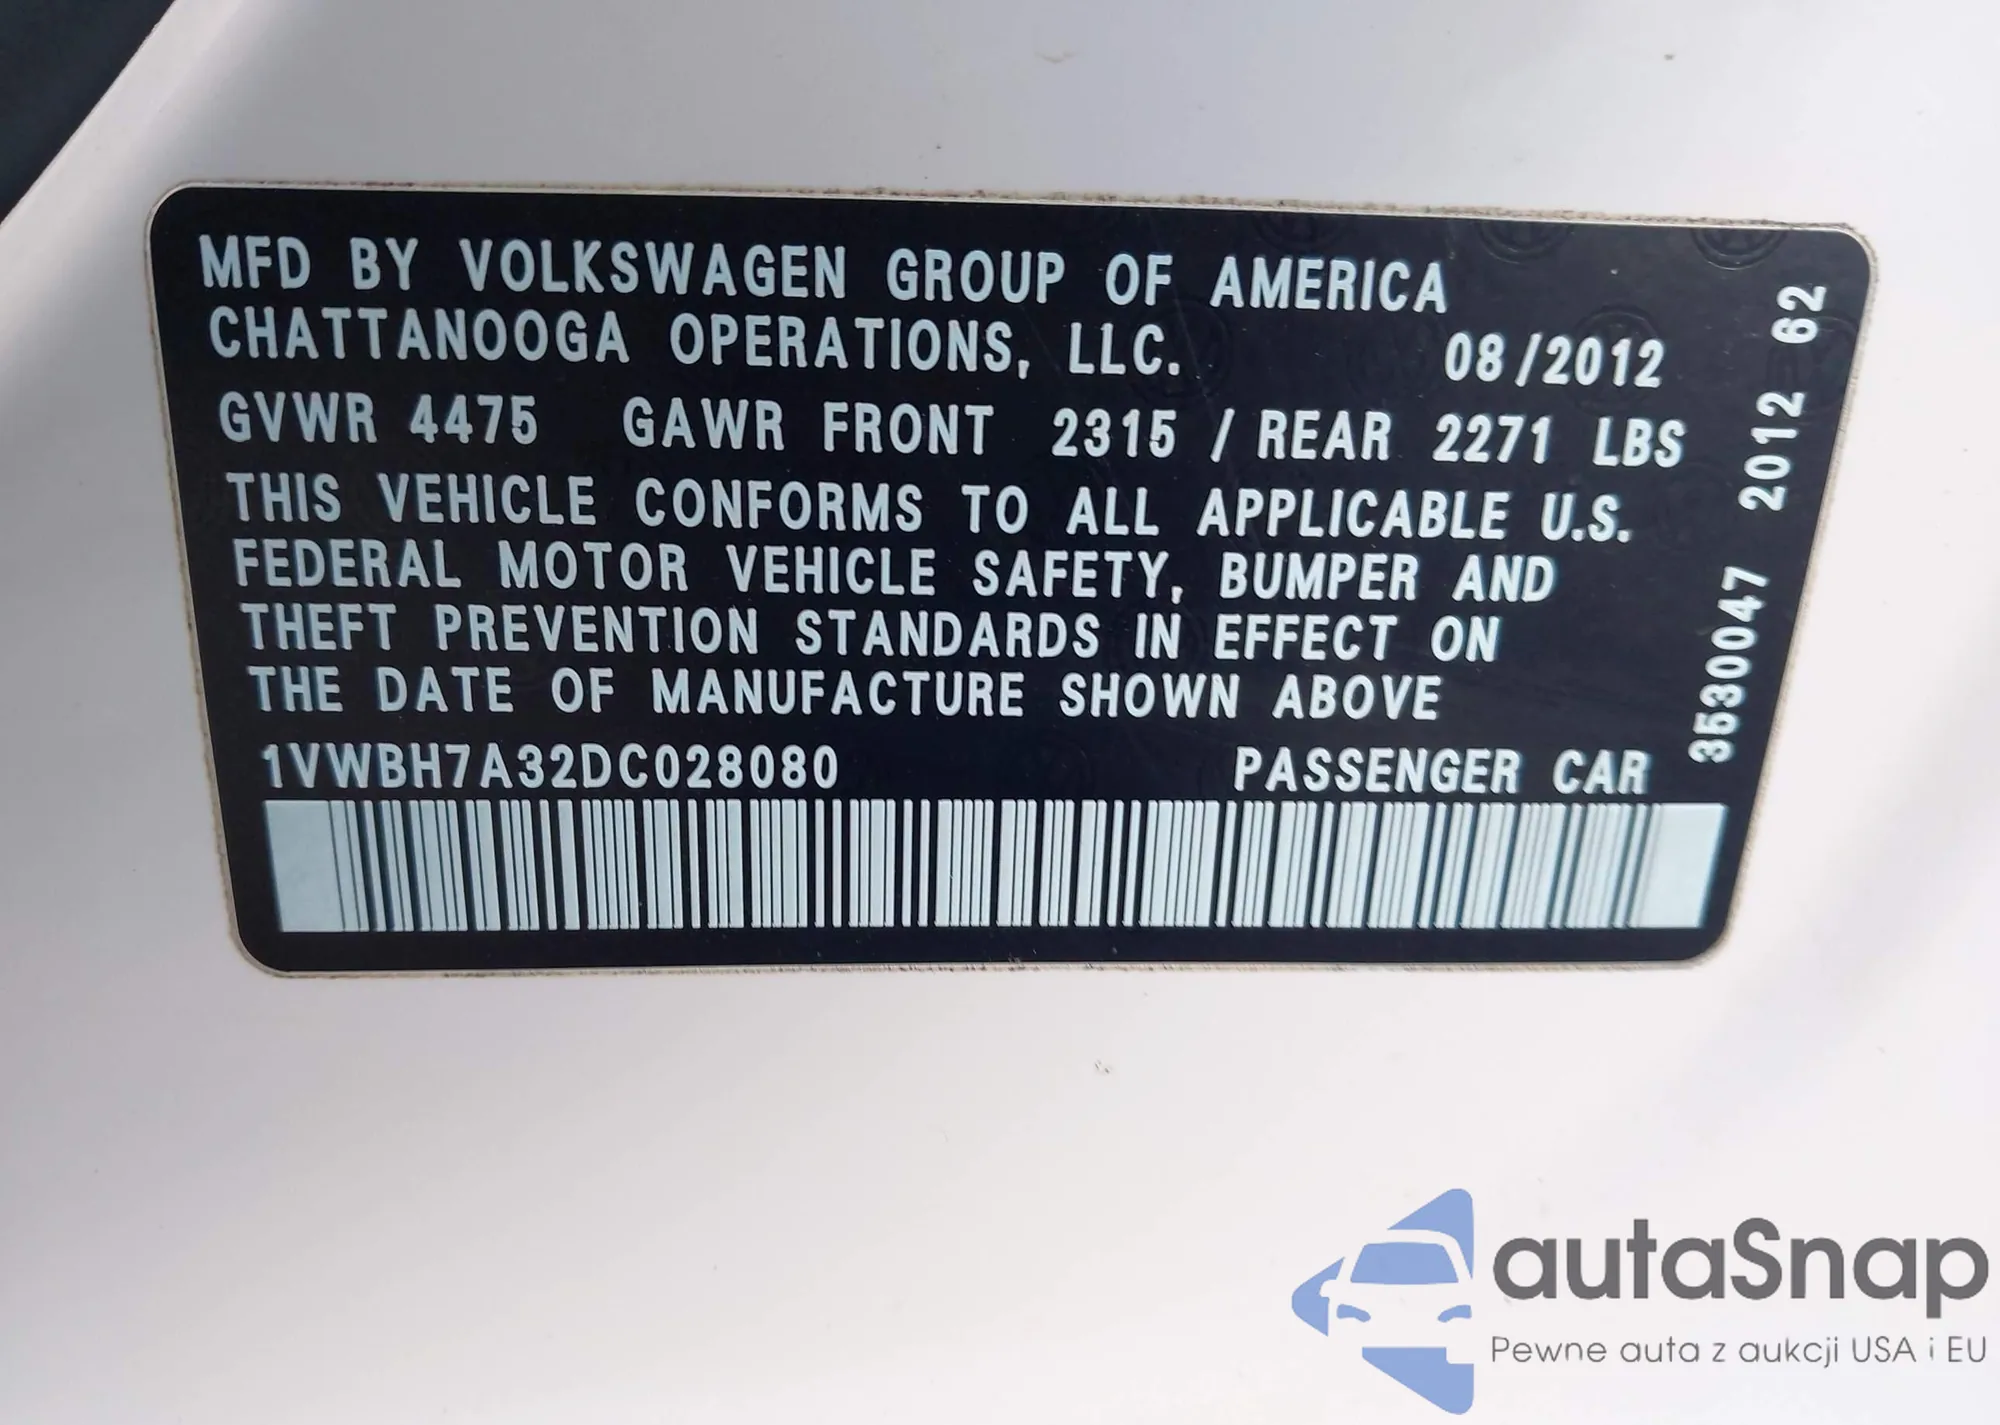 MFD BY VOLKSWAGEN GROUP OF AMERICA
CHATTANOOGA OPERATIONS, LLC. 08/2012
GVWR 4475 GAWR FRONT 2315 / REAR 2271 LBS
THIS VEHICLE CONFORMS TO ALL APPLICABLE U.S.
FEDERAL MOTOR VEHICLE SAFETY, BUMPER AND
THEFT PREVENTION STANDARDS IN EFFECT ON
THE DATE OF MANUFACTURE SHOWN ABOVE
1VWBH7A32DC028080 PASSENGER CAR
3530047 2012 62
autaSnap
Pewne auta z aukcji USA i EU